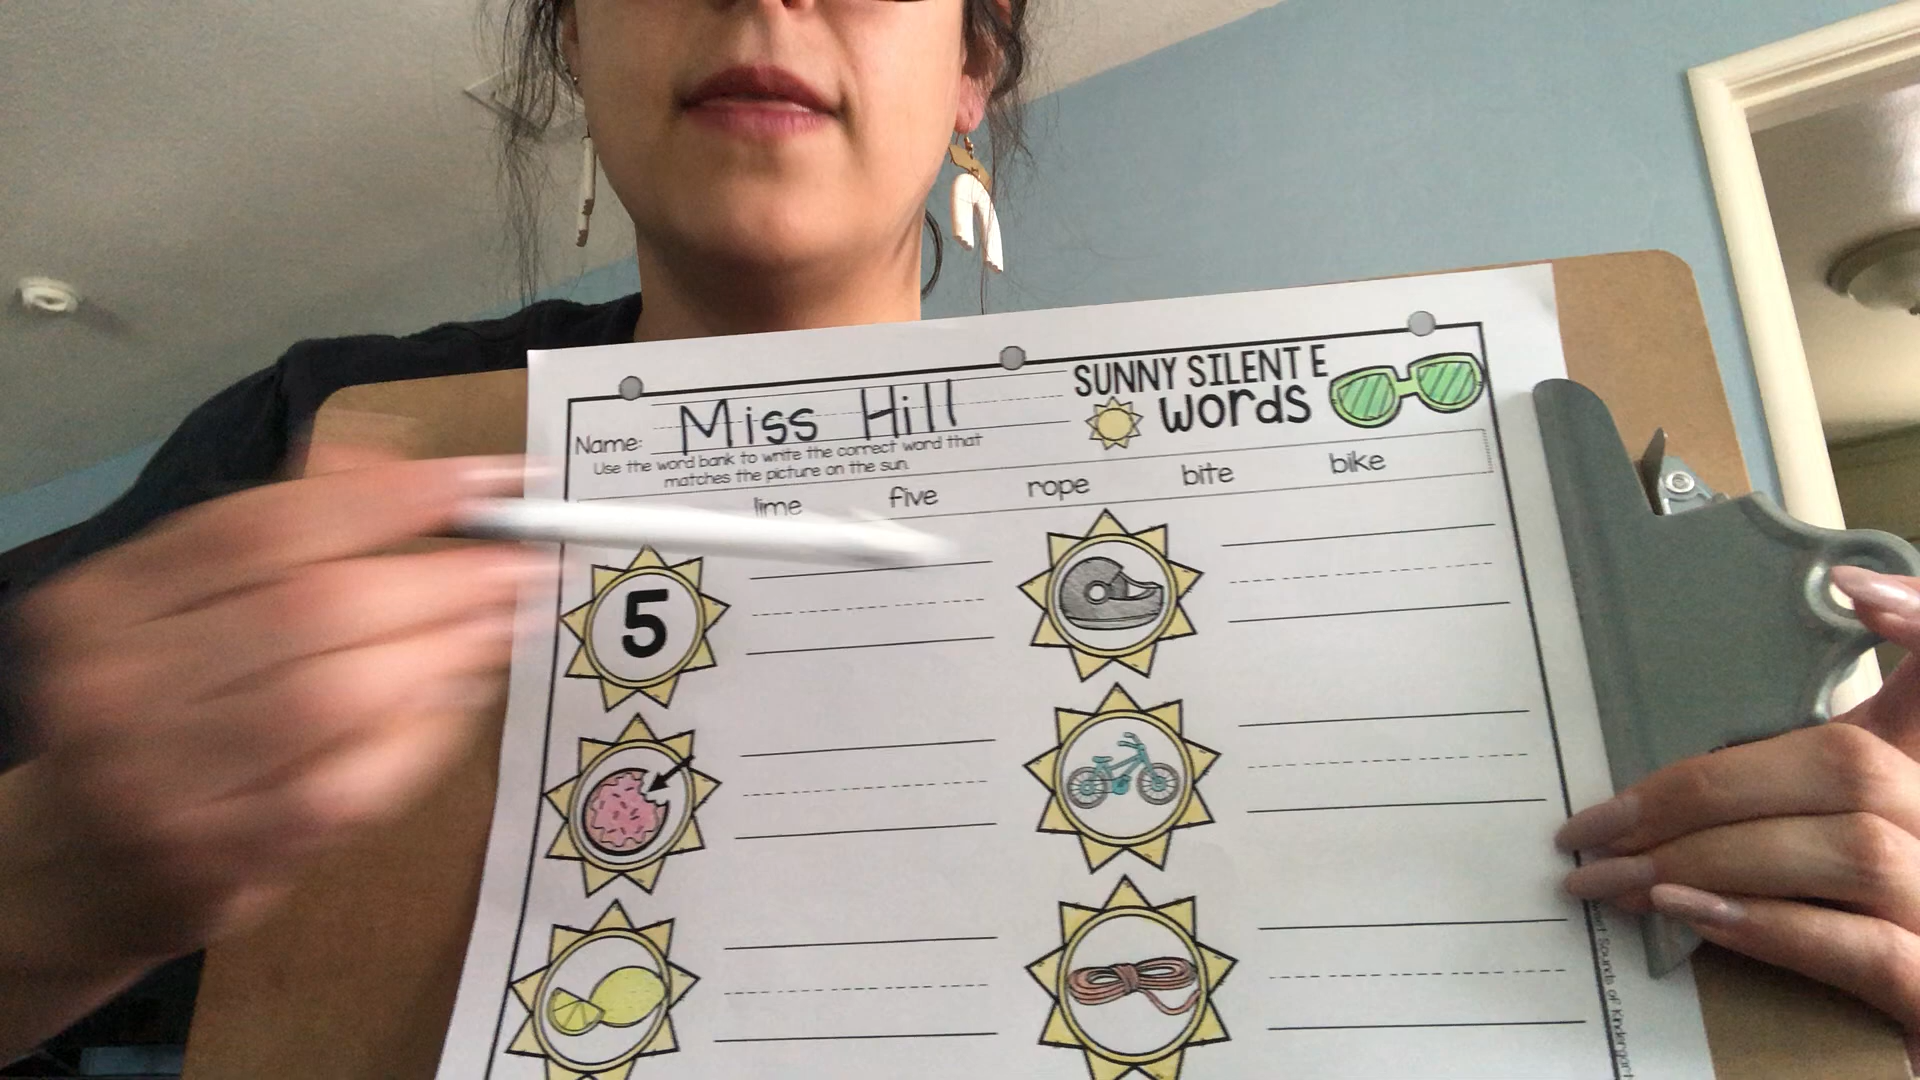 SUNNY SILENT E
words
Name: Miss Hill
Use the word bank to write the correct word that
matches the picture on the sun.
lime five rope bite bike
5